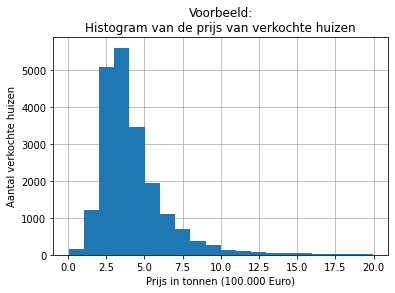 Voorbeeld:
Histogram van de prijs van verkochte huizen
Aantal verkochte huizen
5000
4000
3000
2000
1000
0
0.0 2.5 5.0 7.5 10.0 12.5 15.0 17.5 20.0
Prijs in tonnen (100.000 Euro)